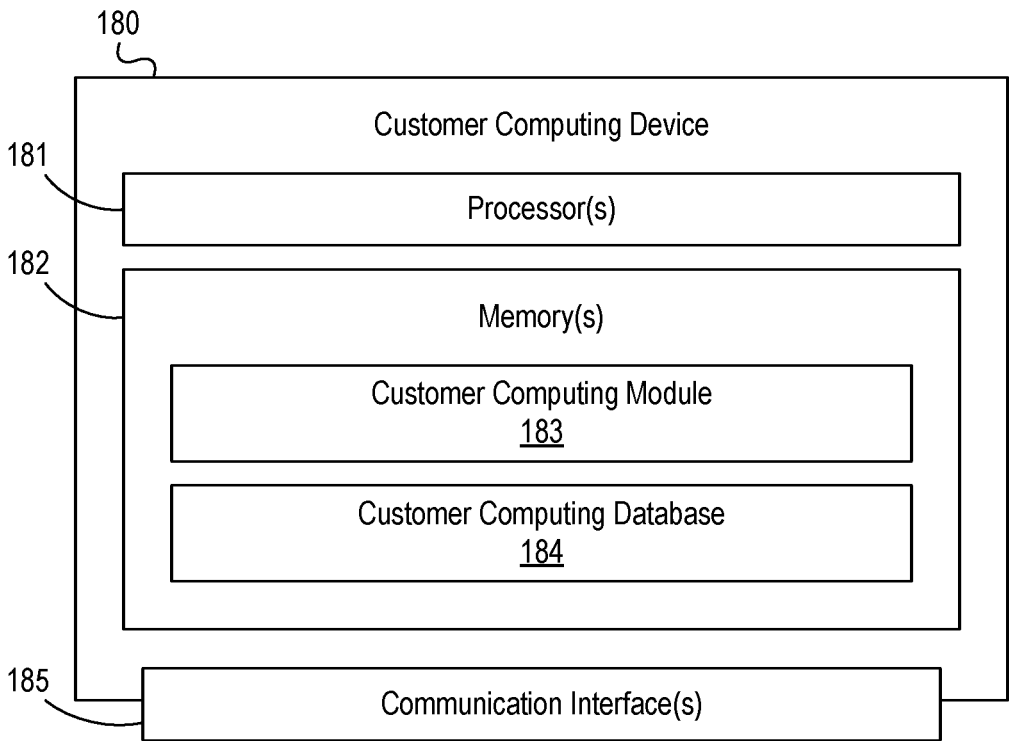 180
Customer Computing Device
181
Processor(s)
182
Memory(s)
Customer Computing Module
183
Customer Computing Database
184
185
Communication Interface(s)